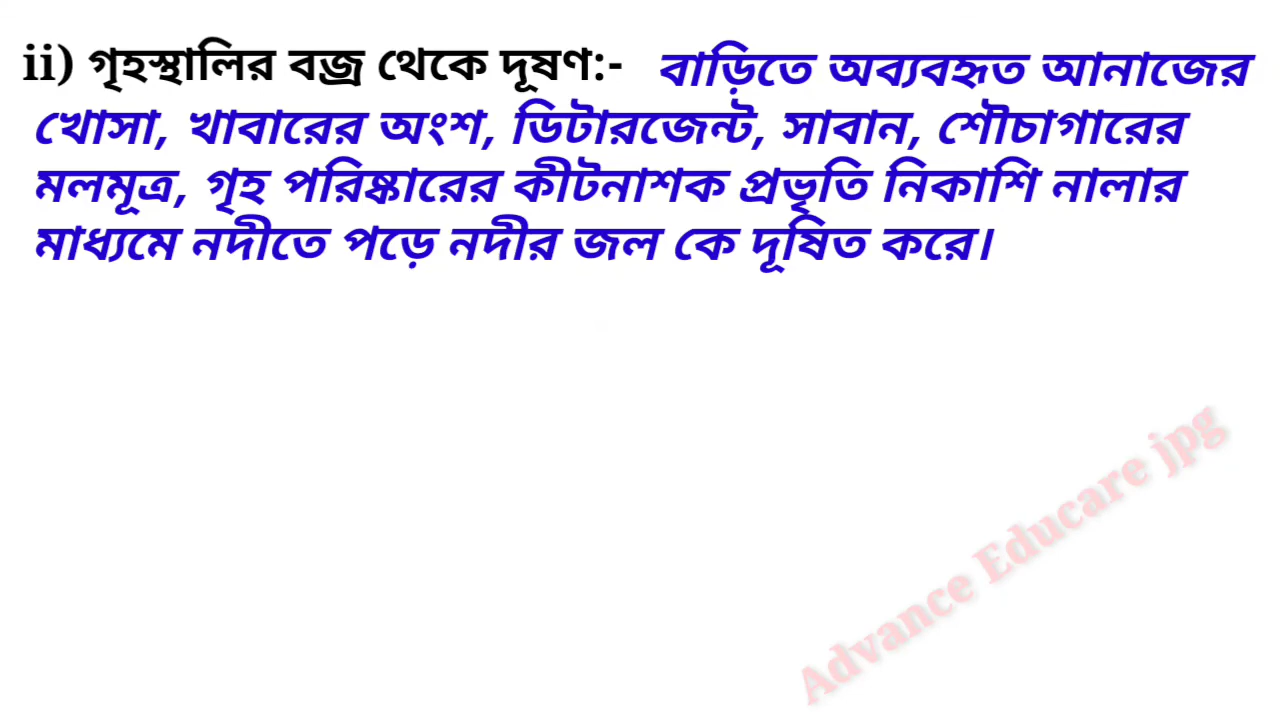 ii) গৃহস্থালির বজ্র থেকে দূষণ:- বাড়িতে অব্যবহৃত আনাজের
খোসা, খাবারের অংশ, ডিটারজেন্ট, সাবান, শৌচাগারের
মলমূত্র, গৃহ পরিষ্কারের কীটনাশক প্রভৃতি নিকাশি নালার
মাধ্যমে নদীতে পড়ে নদীর জল কে দূষিত করে।
Advance Educare jpg